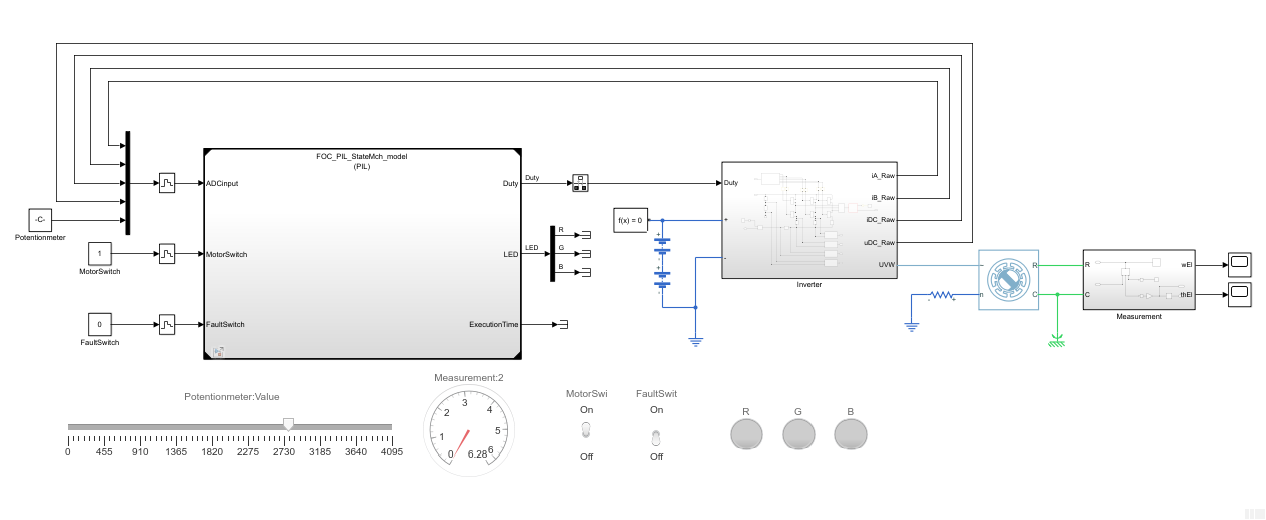 FOC_PIL_StateMch_model
(PIL)
ADCinput
MotorSwitch
FaultSwitch
Duty
LED
ExecutionTime
-C-
Potentionmeter
1
MotorSwitch
0
FaultSwitch
Duty
LED
R
G
B
f(x) = 0
+
-
+
-
Duty
+
-
iA_Raw
iB_Raw
iDC_Raw
uDC_Raw
UVW
Inverter
- +
~
n
R
C
R
C
wEl
thEl
Measurement
Potentionmeter:Value
0 455 910 1365 1820 2275 2730 3185 3640 4095
Measurement:2
0 1 2 3 4 5 6 6.28
MotorSwi
On
Off
FaultSwit
On
Off
R
G
B